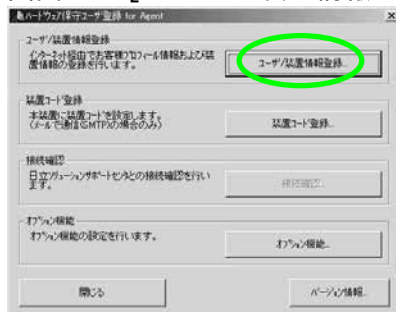 ハードウェア保守ユーザ登録 for Agent
ユーザ/装置情報登録
インターネット経由でお客様プロフィール情報および装
置情報の登録を行います。
ユーザ/装置情報登録...
装置コード登録
本装置に装置コードを設定します。
(メールで通信(SMTP)の場合のみ)
装置コード登録...
接続確認
日立ソリューションサポートセンタとの接続確認を行い
ます。
接続確認...
オプション機能
オプション機能の設定を行います。
オプション機能...
閉じる
バージョン情報...